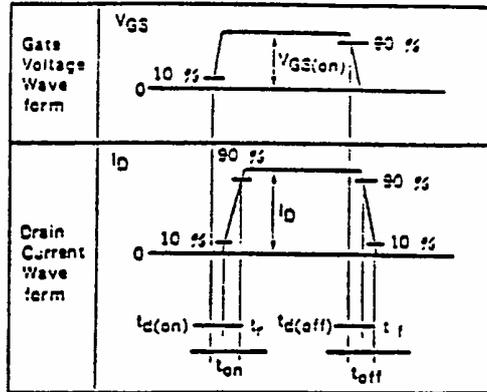 Gate
Voltage
Wave
form
VGS
10 %
0
VGS(on)
90 %
Drain
Current
Wave
form
ID
90 %
10 %
0
ID
90 %
10 %
td(on)
tr
td(off)
tf
ton
toff